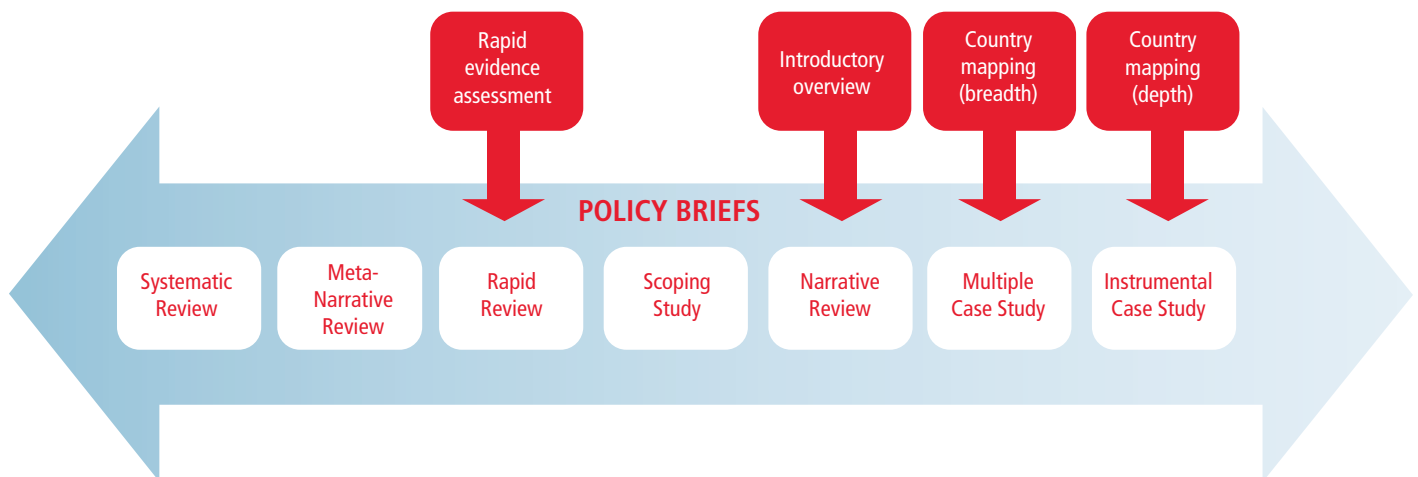 Rapid
evidence
assessment
Introductory
overview
Country
mapping
(breadth)
Country
mapping
(depth)
POLICY BRIEFS
Systematic
Review
Meta-
Narrative
Review
Rapid
Review
Scoping
Study
Narrative
Review
Multiple
Case Study
Instrumental
Case Study